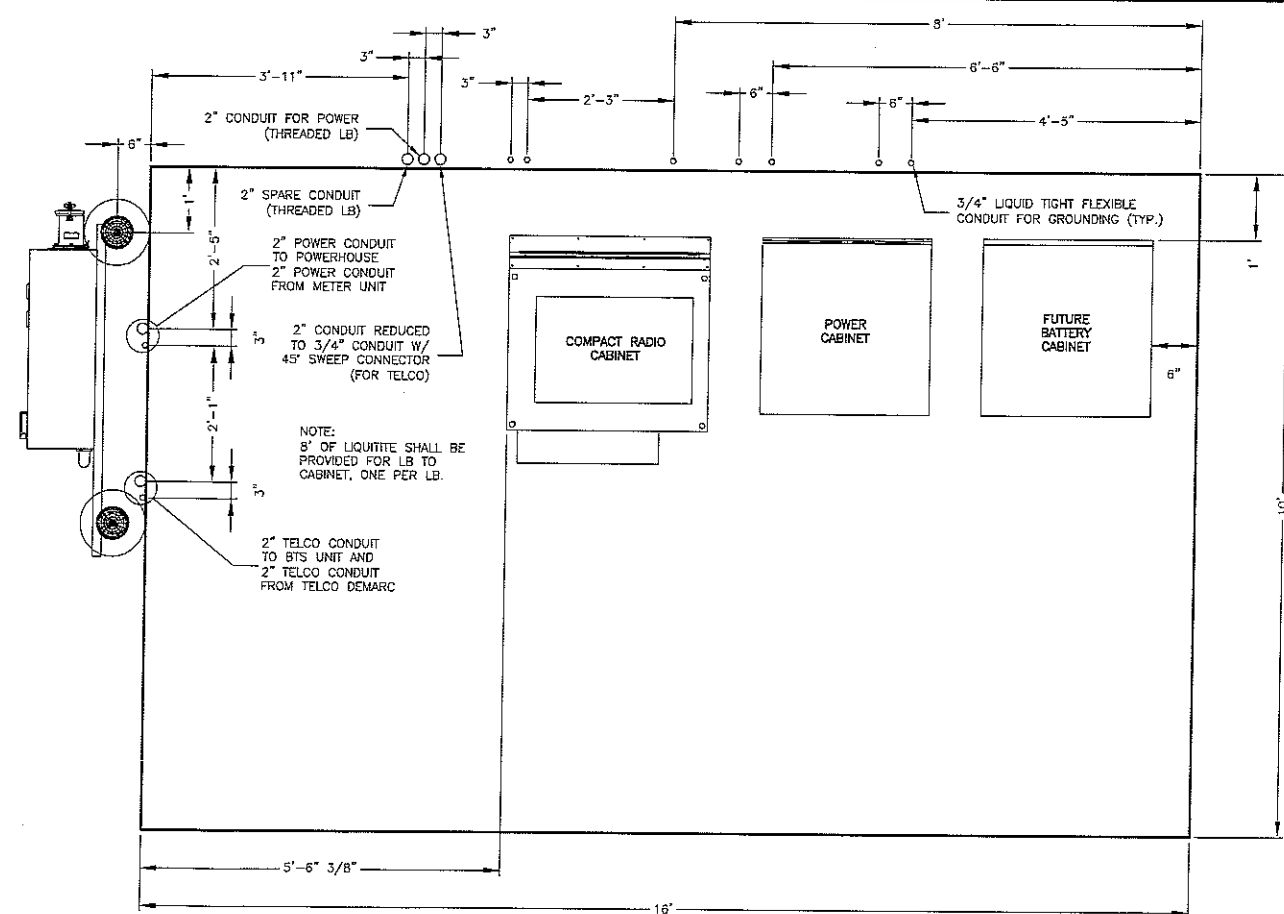 8'
3"
3"
3'-11"
3"
6'-6"
2'-3"
6"
6"
4'-5"
2" CONDUIT FOR POWER
(THREADED LB)
6"
2" SPARE CONDUIT
(THREADED LB)
1'
3/4" LIQUID TIGHT FLEXIBLE
CONDUIT FOR GROUNDING (TYP.)
2'-5"
2" POWER CONDUIT
TO POWERHOUSE
2" POWER CONDUIT
FROM METER UNIT
1'
2" CONDUIT REDUCED
TO 3/4" CONDUIT W/
45' SWEEP CONNECTOR
(FOR TELCO)
3"
COMPACT RADIO
CABINET
POWER
CABINET
FUTURE
BATTERY
CABINET
6"
2'-1"
NOTE:
8' OF LIQUITITE SHALL BE
PROVIDED FOR LB TO
CABINET, ONE PER LB.
3"
10'
2" TELCO CONDUIT
TO BTS UNIT AND
2" TELCO CONDUIT
FROM TELCO DEMARC
5'-6" 3/8"
16'